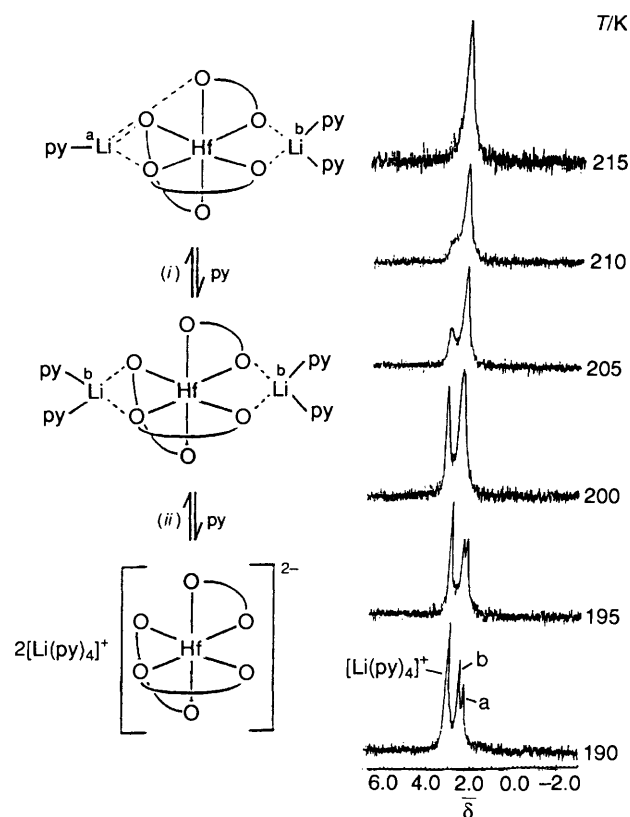 T/K
O
O
O
a
b
py
py
Li
Hf
Li
O
O
py
O
215
(i)
py
210
O
O
O
py
b
b
py
Li
Hf
Li
py
O
O
py
O
205
(ii)
py
200
2–
O
O
O
195
2[Li(py)4]+
Hf
O
O
O
[Li(py)4]+
b
a
190
6.0 4.0 2.0 0.0 –2.0
δ